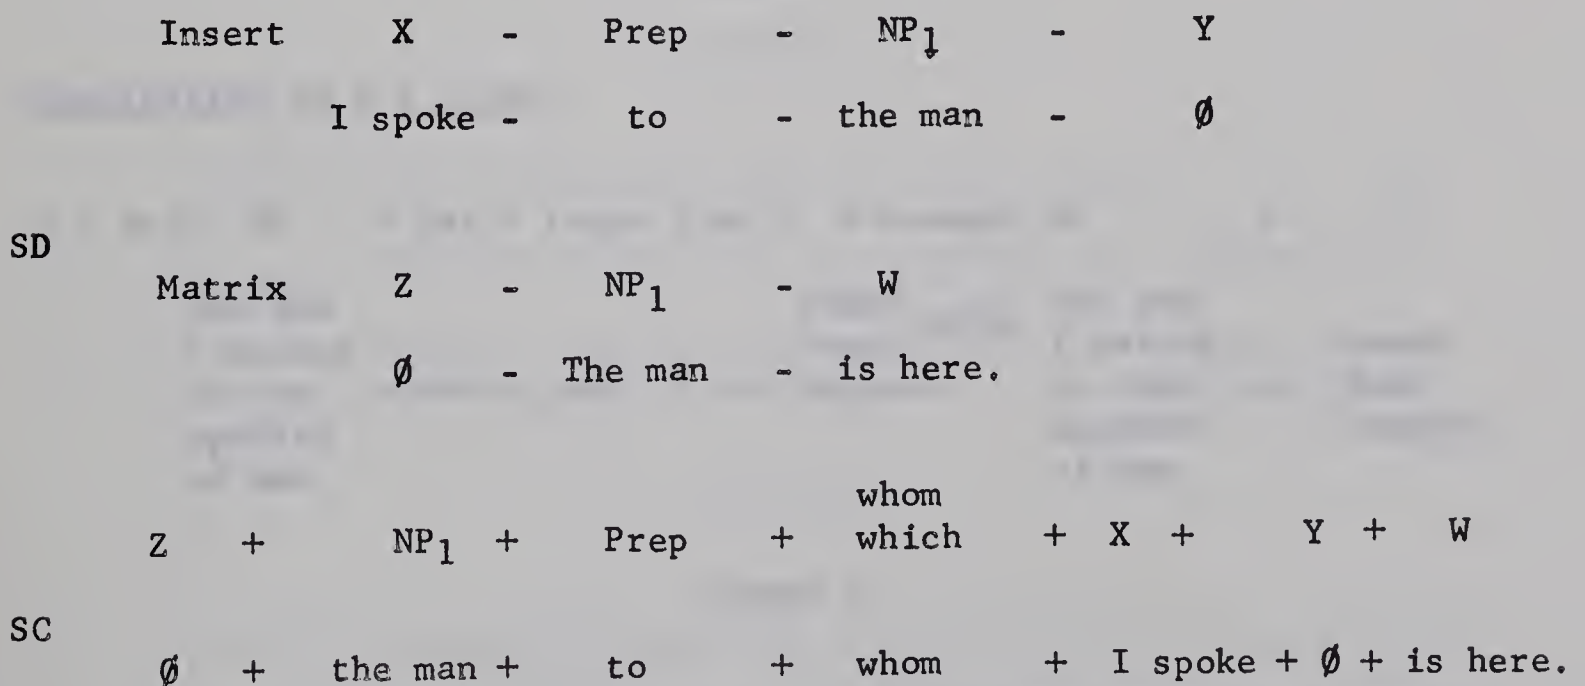 Insert X - Prep - NP1 - Y
I spoke - to - the man - Ø
SD
Matrix Z - NP1 - W
Ø - The man - is here.
whom
Z + NP1 + Prep + which + X + Y + W
SC
Ø + the man + to + whom + I spoke + Ø + is here.